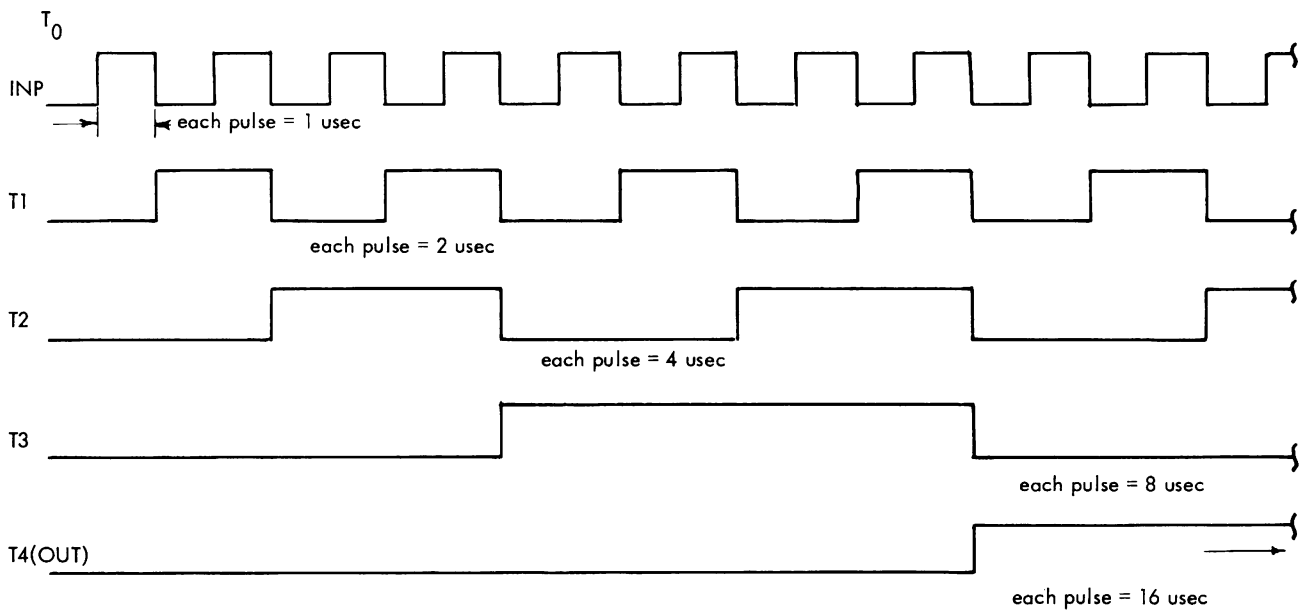 T0
INP
each pulse = 1 usec
T1
each pulse = 2 usec
T2
each pulse = 4 usec
T3
each pulse = 8 usec
T4(OUT)
each pulse = 16 usec